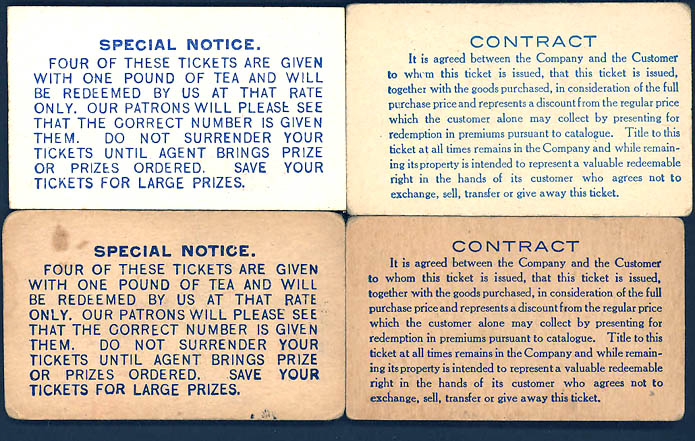 SPECIAL NOTICE.
FOUR OF THESE TICKETS ARE GIVEN
WITH ONE POUND OF TEA AND WILL
BE REDEEMED BY US AT THAT RATE
ONLY. OUR PATRONS WILL PLEASE SEE
THAT THE CORRECT NUMBER IS GIVEN
THEM. DO NOT SURRENDER YOUR
TICKETS UNTIL AGENT BRINGS PRIZE
OR PRIZES ORDERED. SAVE YOUR
TICKETS FOR LARGE PRIZES.
CONTRACT
It is agreed between the Company and the Customer
to whom this ticket is issued, that this ticket is issued,
together with the goods purchased, in consideration of the full
purchase price and represents a discount from the regular price
which the customer alone may collect by presenting for
redemption in premiums pursuant to catalogue. Title to this
ticket at all times remains in the Company and while remain-
ing its property is intended to represent a valuable redeemable
right in the hands of its customer who agrees not to
exchange, sell, transfer or give away this ticket.
SPECIAL NOTICE.
FOUR OF THESE TICKETS ARE GIVEN
WITH ONE POUND OF TEA AND WILL
BE REDEEMED BY US AT THAT RATE
ONLY. OUR PATRONS WILL PLEASE SEE
THAT THE CORRECT NUMBER IS GIVEN
THEM. DO NOT SURRENDER YOUR
TICKETS UNTIL AGENT BRINGS PRIZE
OR PRIZES ORDERED. SAVE YOUR
TICKETS FOR LARGE PRIZES.
CONTRACT
It is agreed between the Company and the Customer
to whom this ticket is issued, that this ticket is issued,
together with the goods purchased, in consideration of the full
purchase price and represents a discount from the regular price
which the customer alone may collect by presenting for
redemption in premiums pursuant to catalogue. Title to this
ticket at all times remains in the Company and while remain-
ing its property is intended to represent a valuable redeemable
right in the hands of its customer who agrees not to
exchange, sell, transfer or give away this ticket.